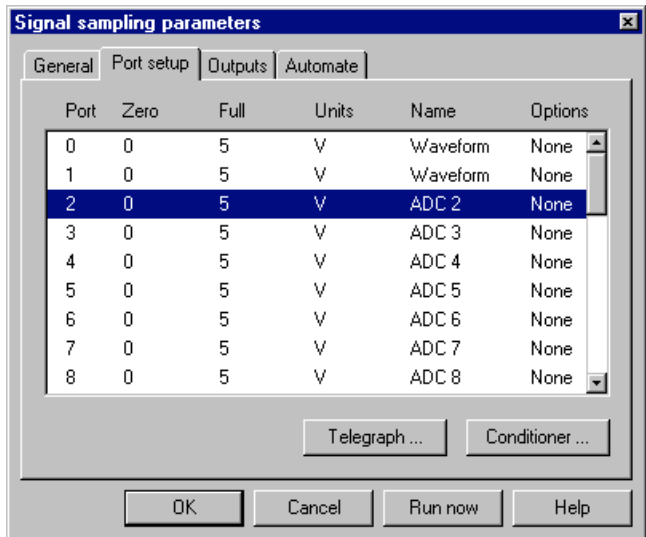 Signal sampling parameters
General Port setup Outputs Automate
Port Zero Full Units Name Options
0 0 5 V Waveform None
1 0 5 V Waveform None
2 0 5 V ADC 2 None
3 0 5 V ADC 3 None
4 0 5 V ADC 4 None
5 0 5 V ADC 5 None
6 0 5 V ADC 6 None
7 0 5 V ADC 7 None
8 0 5 V ADC 8 None
Telegraph ... Conditioner ...
OK Cancel Run now Help